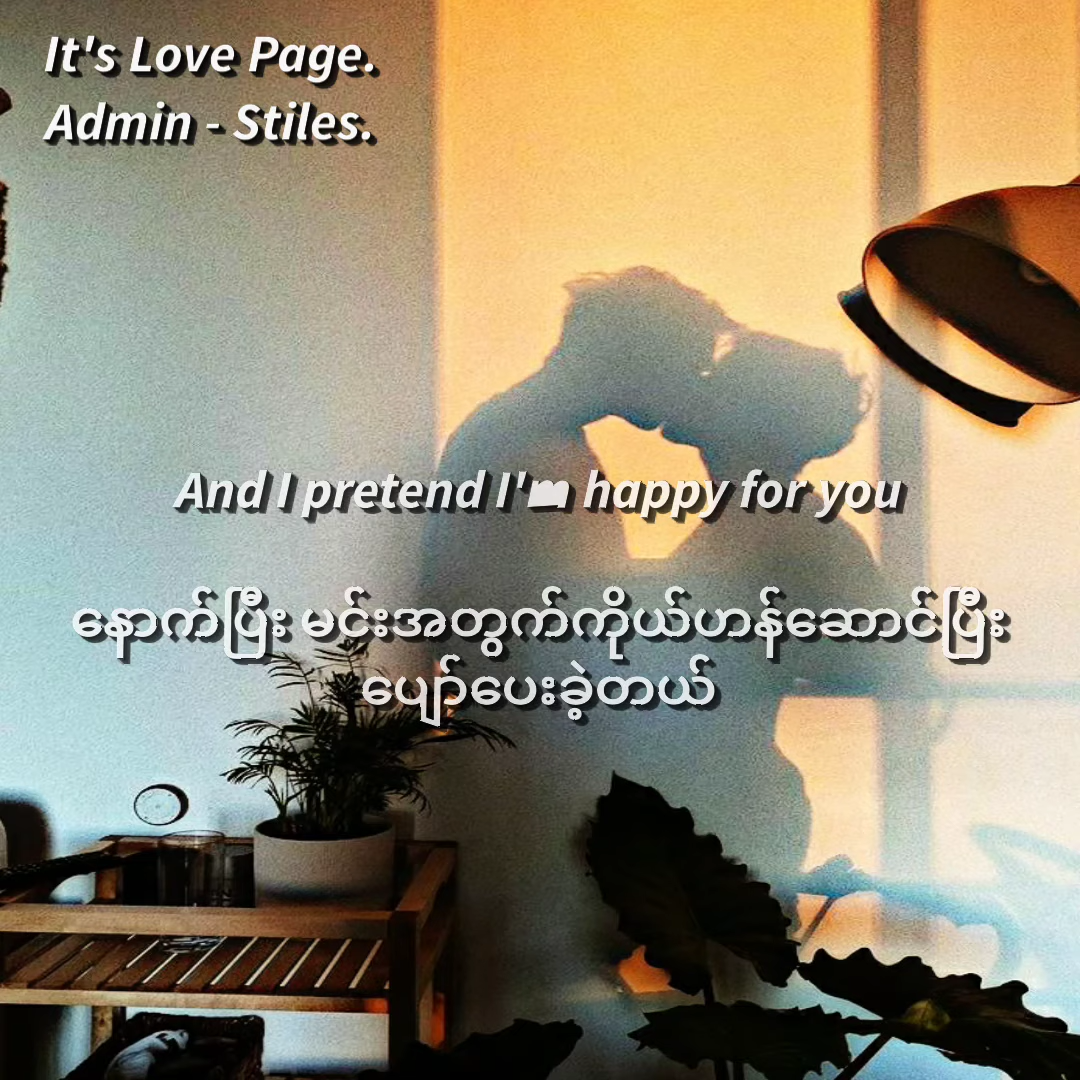 It's Love Page.
Admin - Stiles.
And I pretend I'm happy for you
နောက်ပြီး မင်းအတွက်ကိုယ်ဟန်ဆောင်ပြီး
ပျော်ပေးခဲ့တယ်